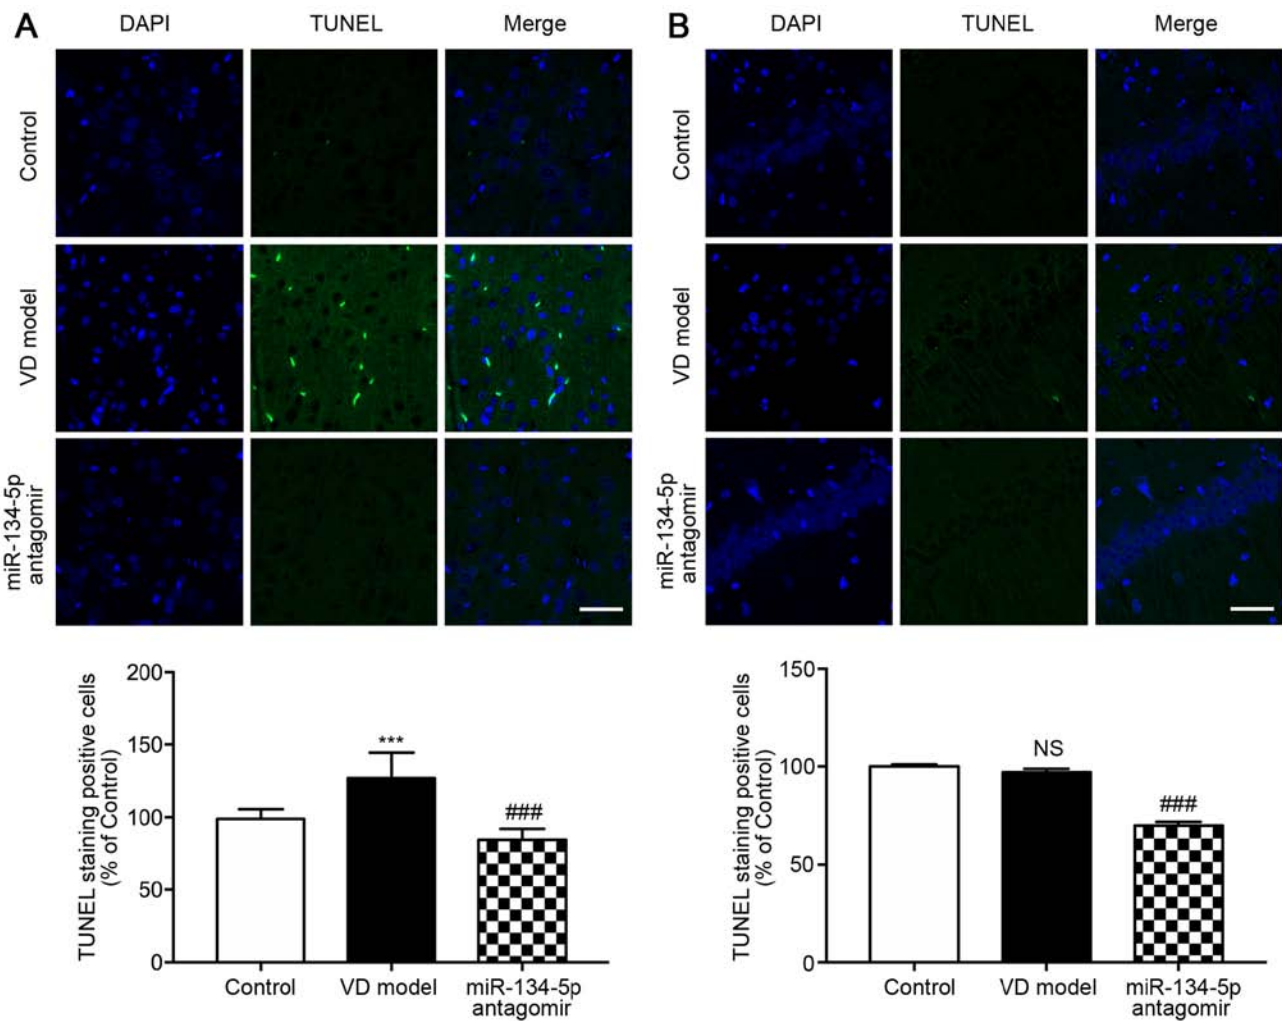 A
DAPI
TUNEL
Merge
Control
VD model
miR-134-5p
antagomir
TUNEL staining positive cells
(% of Control)
200
150
100
50
0
***
###
Control
VD model
miR-134-5p
antagomir
B
DAPI
TUNEL
Merge
Control
VD model
miR-134-5p
antagomir
TUNEL staining positive cells
(% of Control)
150
100
50
0
NS
###
Control
VD model
miR-134-5p
antagomir